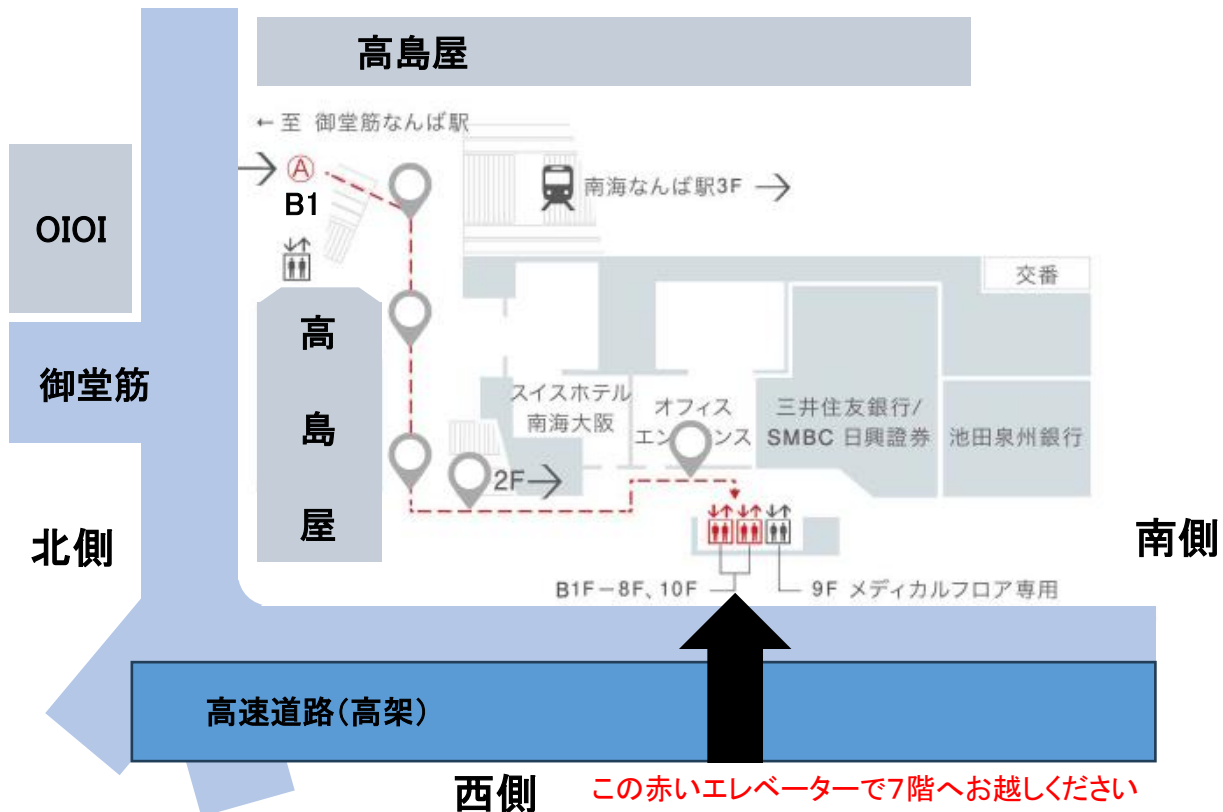 高島屋
←至 御堂筋なんば駅
Ⓐ
B1
南海なんば駅3F →
OIOI
交番
高
島
屋
御堂筋
スイスホテル
南海大阪
オフィス
エン ンス
三井住友銀行/
SMBC 日興證券
池田泉州銀行
2F→
北側
南側
B1F－8F、10F
9F メディカルフロア専用
高速道路(高架)
西側
この赤いエレベーターで7階へお越しください